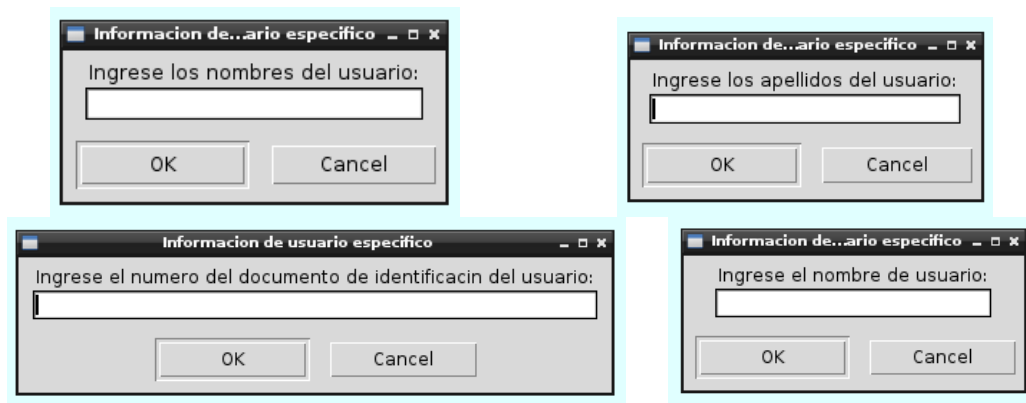 Informacion de...ario especifico
Ingrese los nombres del usuario:
OK Cancel
Informacion de...ario especifico
Ingrese los apellidos del usuario:
OK Cancel
Informacion de usuario especifico
Ingrese el numero del documento de identificacin del usuario:
OK Cancel
Informacion de...ario especifico
Ingrese el nombre de usuario:
OK Cancel